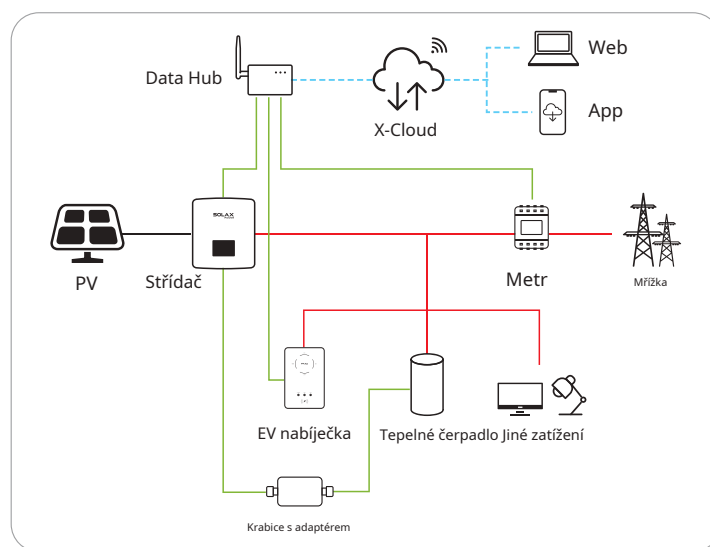 Data Hub
X-Cloud
Web
App
SOLAX
PV
Střídač
Metr
Mřížka
EV nabíječka
Tepelné čerpadlo
Jiné zatížení
Krabice s adaptérem